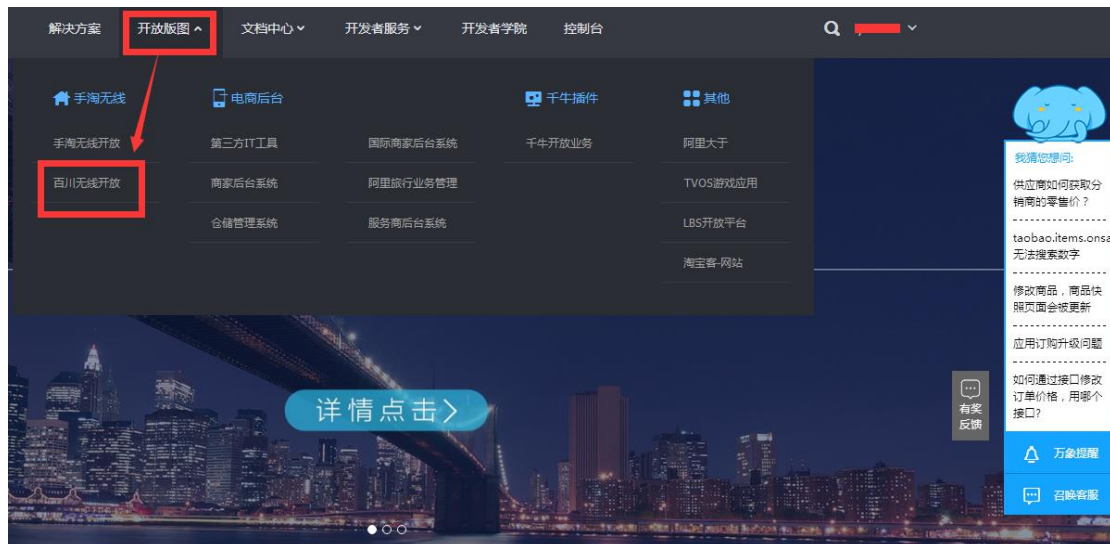 解决方案
开放版图
文档中心
开发者服务
开发者学院
控制台
手淘无线
电商后台
千牛插件
其他
手淘无线开放
第三方IT工具
国际商家后台系统
千牛开放业务
阿里大于
百川无线开放
商家后台系统
阿里旅行业务管理
TVOS游戏应用
仓储管理系统
服务商后台系统
LBS开放平台
淘宝客-网站
详情点击
有奖
反馈
我猜您想问:
供应商如何获取分
销商的零售价？
taobao.items.onsa
无法搜索数字
修改商品，商品快
照页面会被更新
应用订购升级问题
如何通过接口修改
订单价格，用哪个
接口?
万象提醒
召唤客服